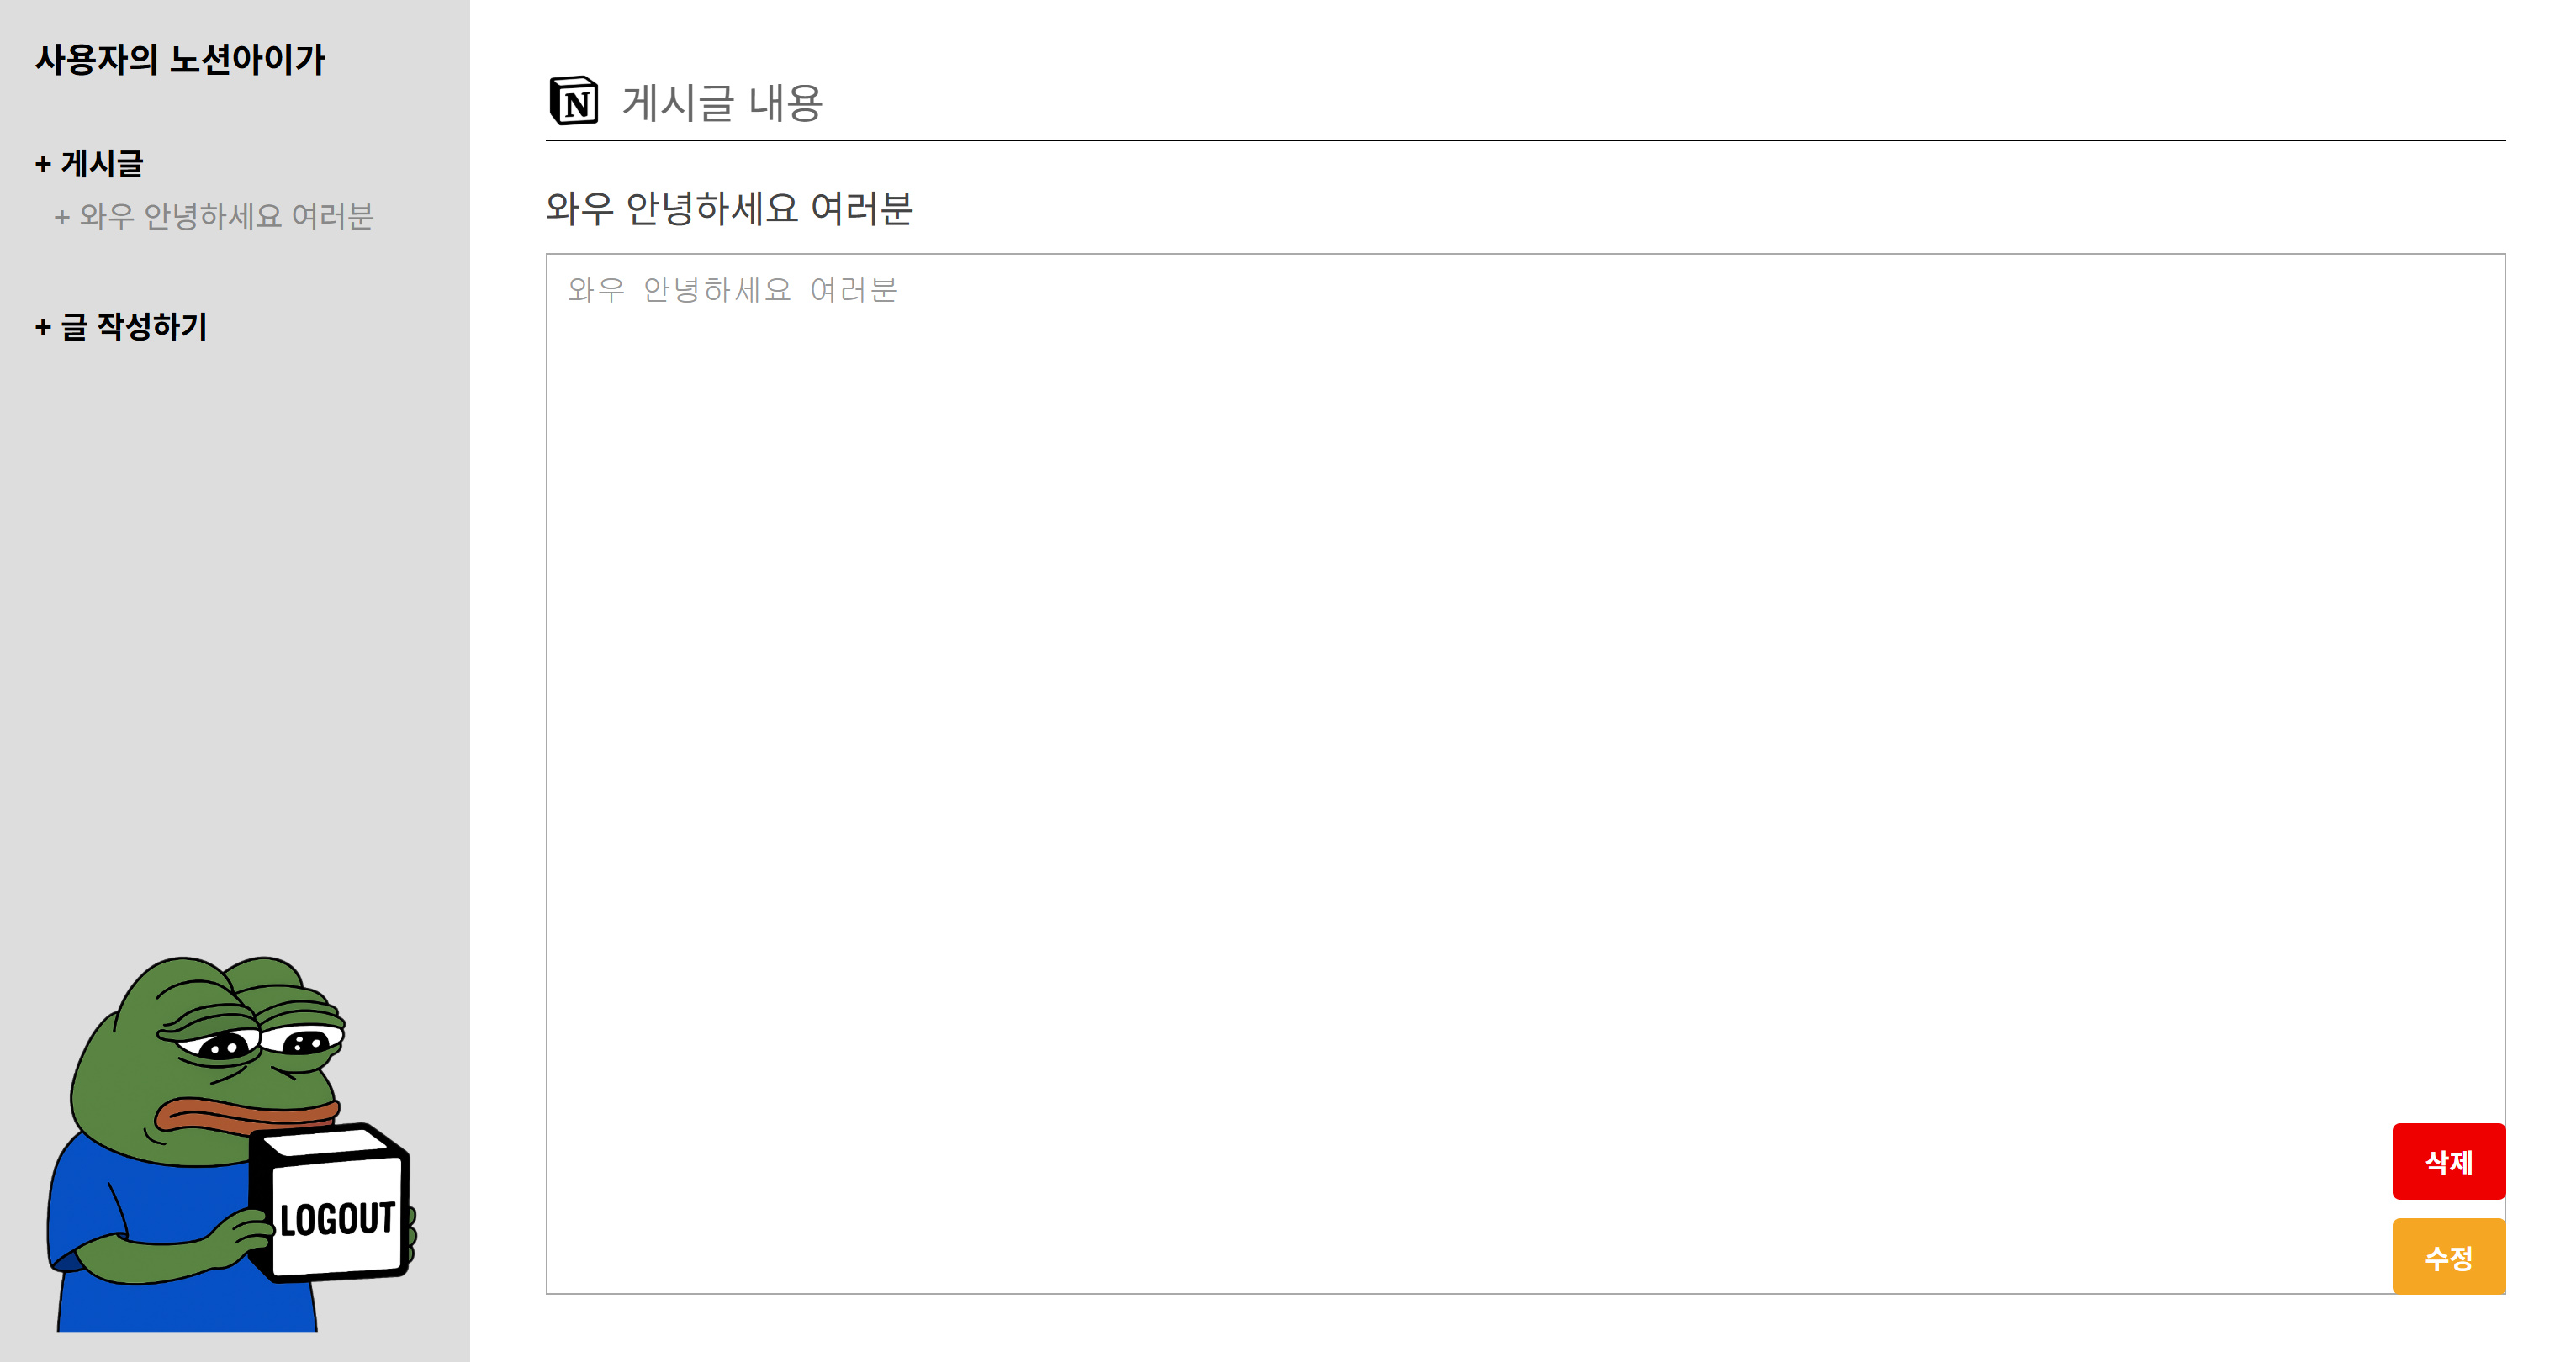 사용자의 노션아이가
+ 게시글
+ 와우 안녕하세요 여러분
+ 글 작성하기
LOGOUT
N 게시글 내용
와우 안녕하세요 여러분
와우 안녕하세요 여러분
삭제
수정